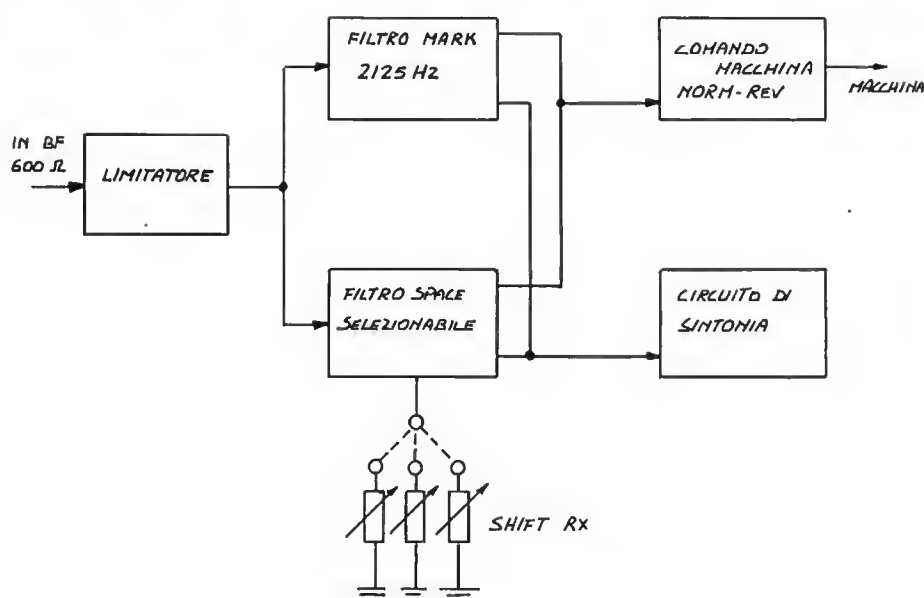 FILTRO MARK
2125 HZ
COMANDO
MACCHINA
NORM-REV
MACCHINA
IN BF
600 Ω
LIMITATORE
FILTRO SPACE
SELEZIONABILE
CIRCUITO DI
SINTONIA
SHIFT RX